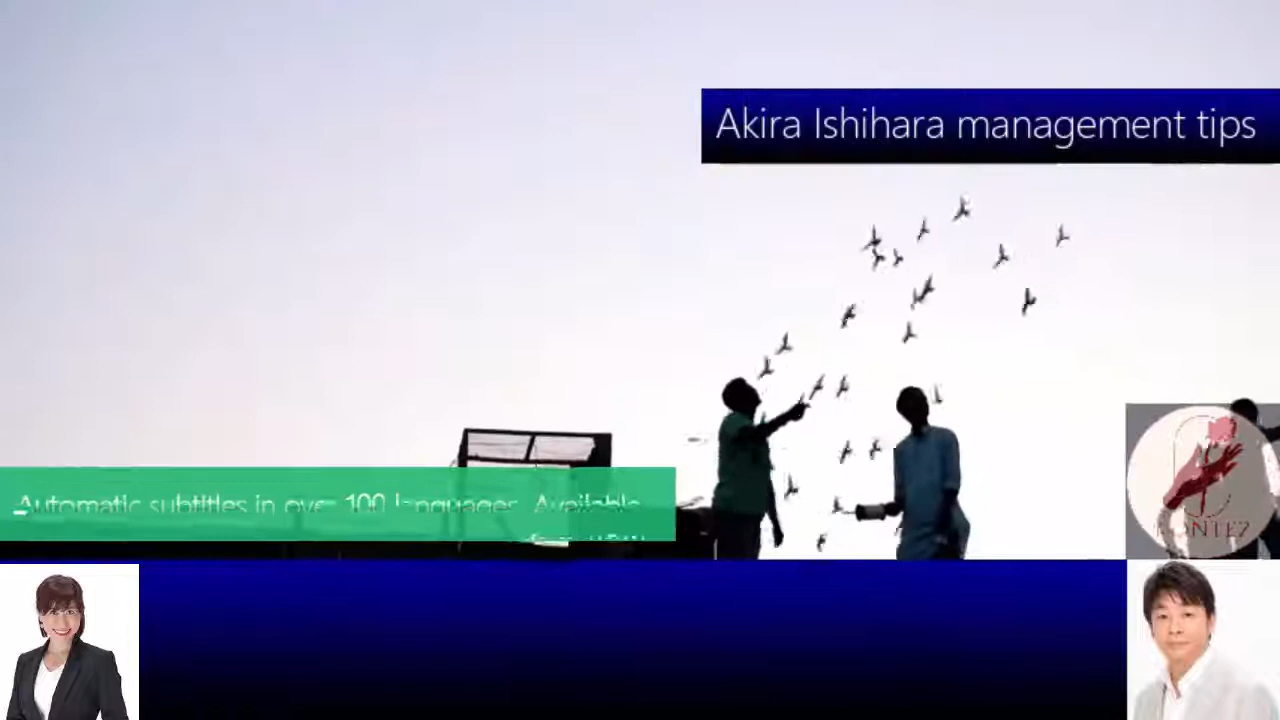 Akira Ishihara management tips
Automatic subtitles in over 100 languages. Available